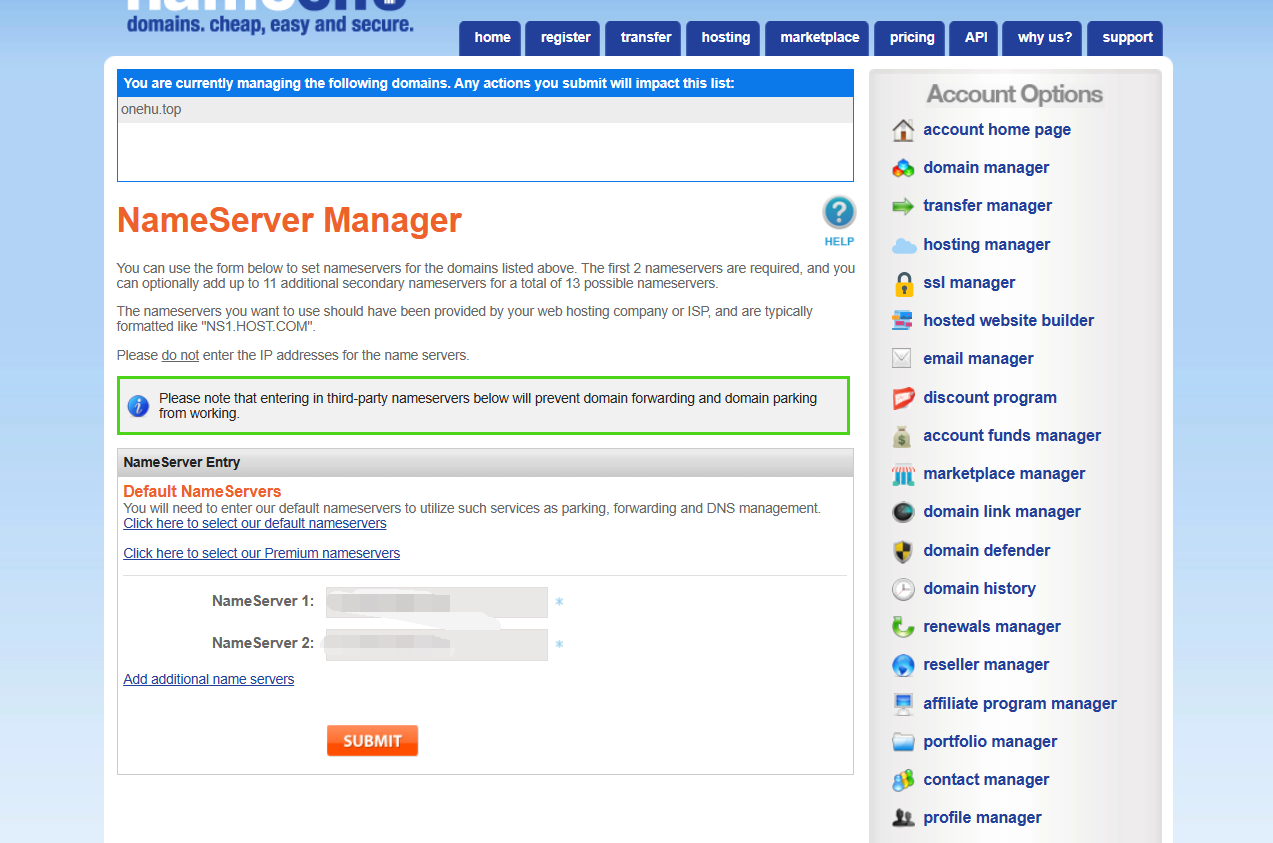 domains. cheap, easy and secure.
home
register
transfer
hosting
marketplace
pricing
API
why us?
support
You are currently managing the following domains. Any actions you submit will impact this list:
onehu.top
NameServer Manager
HELP
You can use the form below to set nameservers for the domains listed above. The first 2 nameservers are required, and you
can optionally add up to 11 additional secondary nameservers for a total of 13 possible nameservers.
The nameservers you want to use should have been provided by your web hosting company or ISP, and are typically
formatted like "NS1.HOST.COM".
Please do not enter the IP addresses for the name servers.
Please note that entering in third-party nameservers below will prevent domain forwarding and domain parking
from working.
NameServer Entry
Default NameServers
You will need to enter our default nameservers to utilize such services as parking, forwarding and DNS management.
Click here to select our default nameservers
Click here to select our Premium nameservers
NameServer 1: *
NameServer 2: *
Add additional name servers
SUBMIT
Account Options
account home page
domain manager
transfer manager
hosting manager
ssl manager
hosted website builder
email manager
discount program
account funds manager
marketplace manager
domain link manager
domain defender
domain history
renewals manager
reseller manager
affiliate program manager
portfolio manager
contact manager
profile manager